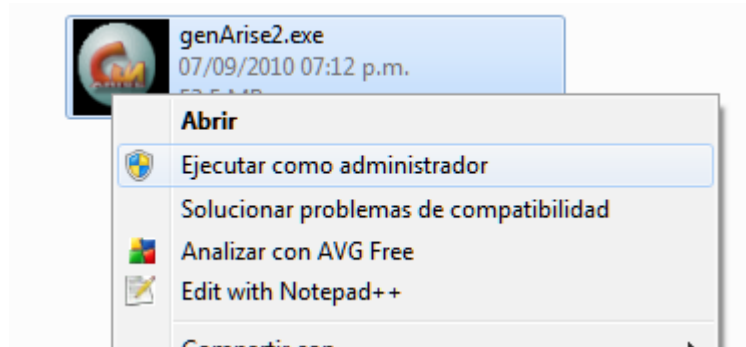 genArise2.exe
07/09/2010 07:12 p.m.
Abrir
Ejecutar como administrador
Solucionar problemas de compatibilidad
Analizar con AVG Free
Edit with Notepad++